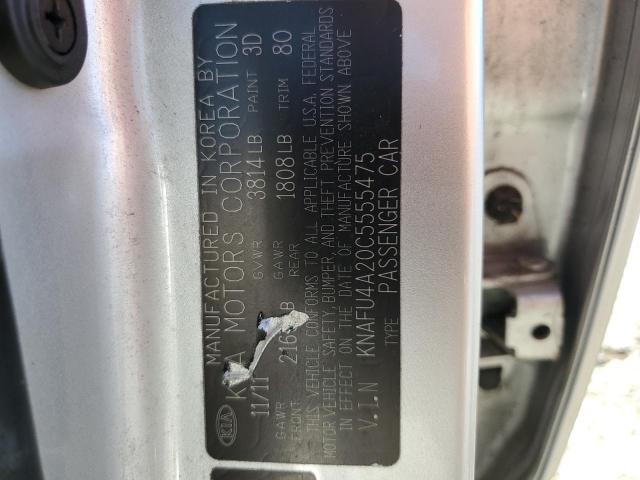 MANUFACTURED IN KOREA BY
KIA MOTORS CORPORATION
11/11 GVWR 3814LB PAINT 3D
GAWR FRONT GAWR REAR 1808LB TRIM 80
THIS VEHICLE CONFORMS TO ALL APPLICABLE U.S.A. FEDERAL
MOTOR VEHICLE SAFETY, BUMPER, AND THEFT PREVENTION STANDARDS
IN EFFECT ON THE DATE OF MANUFACTURE SHOWN ABOVE
V.I.N KNAFU4A20C5555475
TYPE PASSENGER CAR
KIA